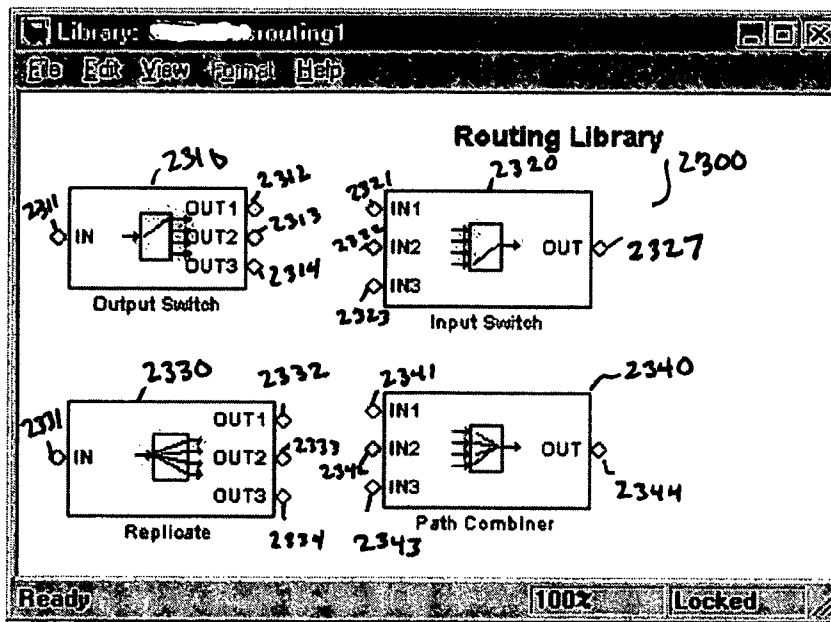 Library: routing1
File Edit View Format Help
Routing Library
2300
2310
2311 IN OUT1 2312
OUT2 2313
OUT3 2314
Output Switch
2320
2321 IN1
2322 IN2 OUT 2327
2323 IN3
Input Switch
2330
2331 IN OUT1 2332
OUT2 2333
OUT3 2334
Replicate
2340
2341 IN1
2342 IN2 OUT 2344
2343 IN3
Path Combiner
Ready 100% Locked